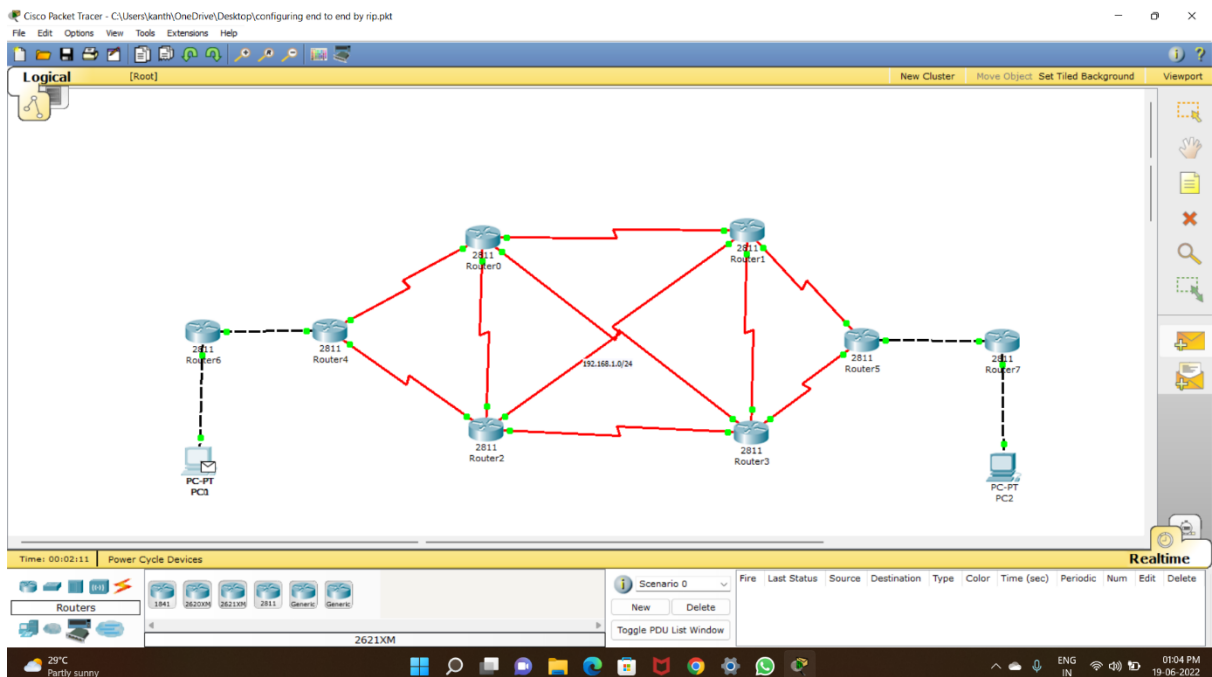 Cisco Packet Tracer - C:\Users\kanth\OneDrive\Desktop\configuring end to end by rip.pkt
File Edit Options View Tools Extensions Help
Logical [Root] New Cluster Move Object Set Tiled Background Viewport
2811
Router0
2811
Router1
2811
Router6
2811
Router4
192.168.1.0/24
2811
Router5
2811
Router7
2811
Router2
2811
Router3
PC-PT
PC-PT
PC2
Time: 00:02:11 Power Cycle Devices Realtime
Routers
1841 2620XM 2621XM 2811 Generic Generic
2621XM
Scenario 0
New Delete
Toggle PDU List Window
Fire Last Status Source Destination Type Color Time (sec) Periodic Num Edit Delete
29°C
Partly sunny
ENG
IN
01:04 PM
19-06-2022